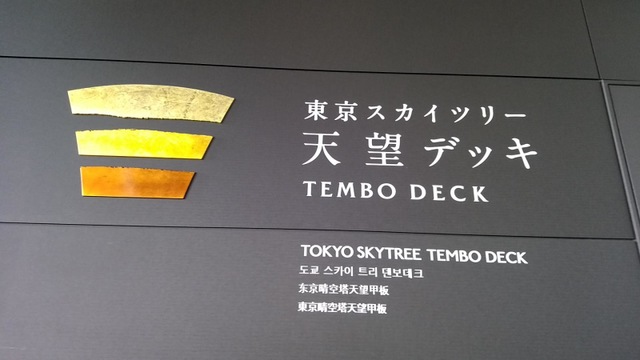 東京スカイツリー
天望デッキ
TEMBO DECK
TOKYO SKYTREE TEMBO DECK
도쿄 스카이 트리 덴보데크
东京晴空塔天望甲板
東京晴空塔天望甲板